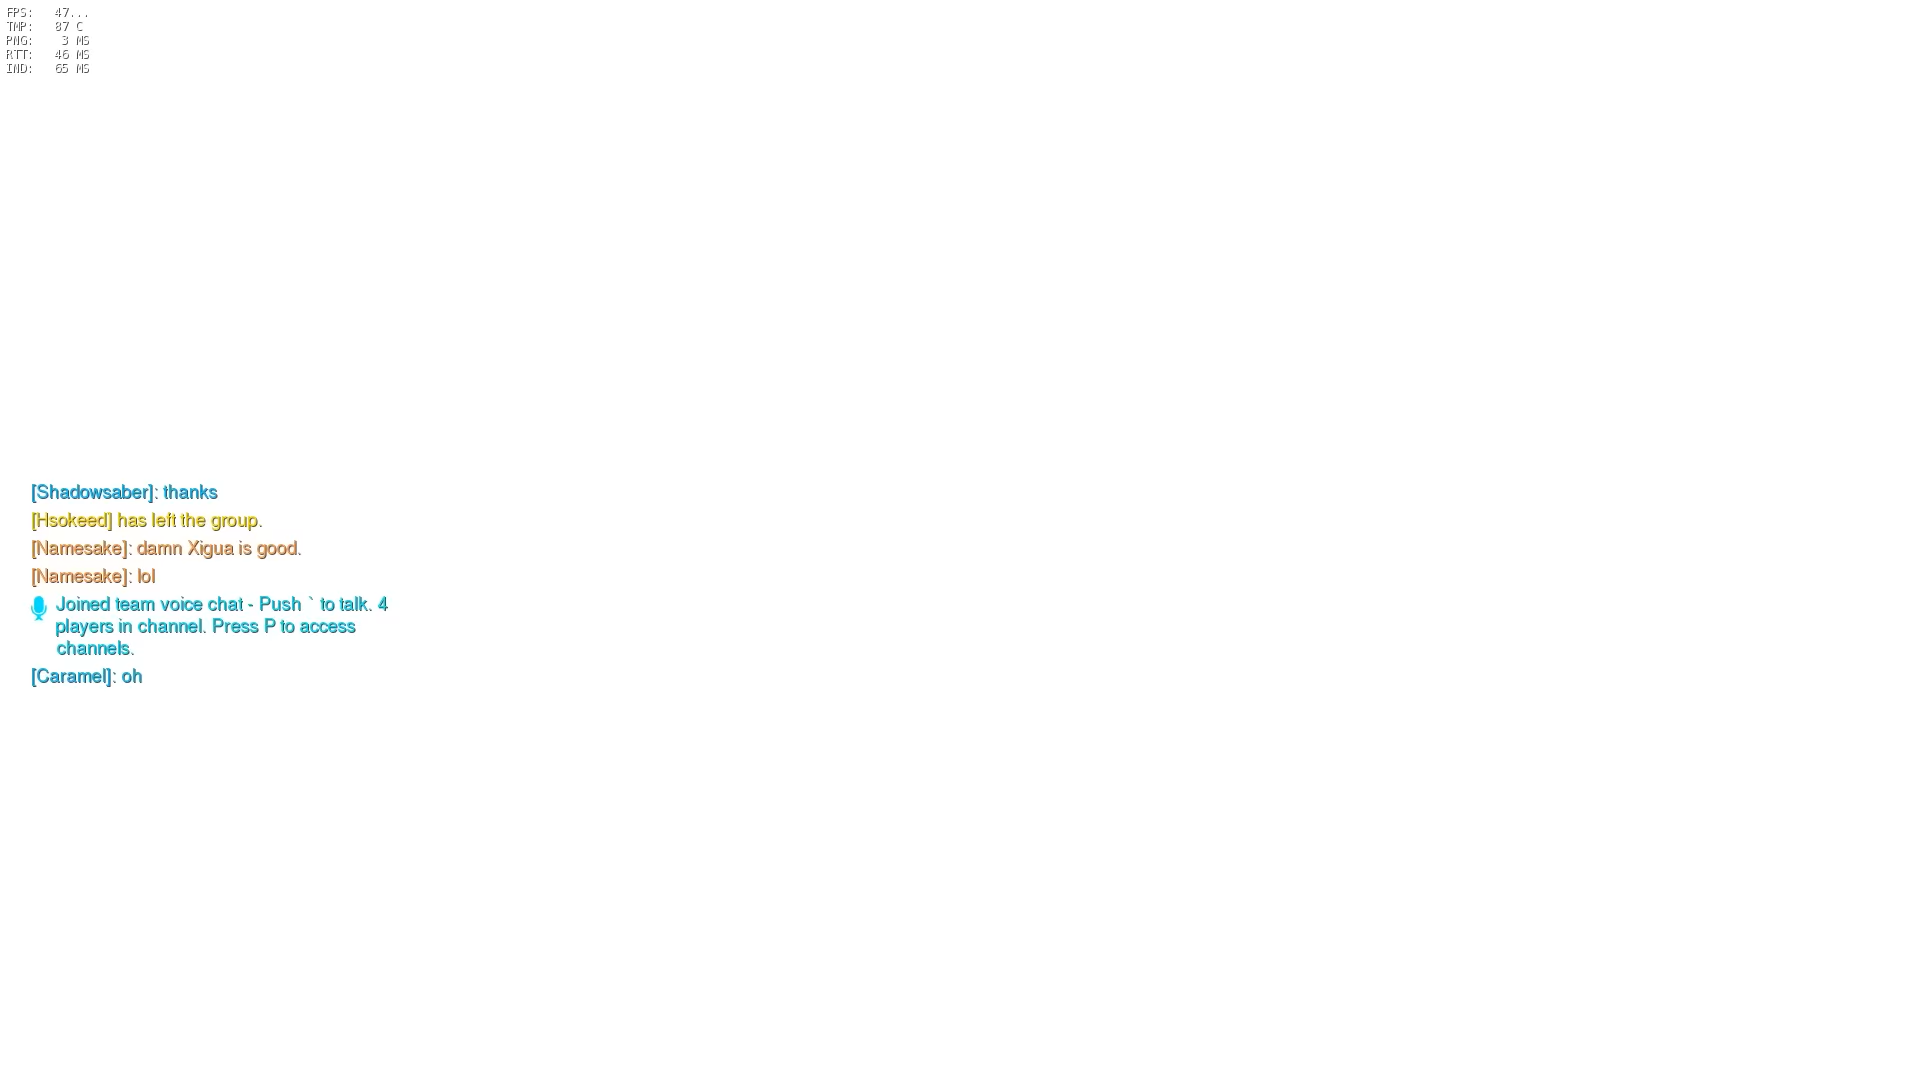 FPS: 47...
TMP: 87 C
PNG: 3 MS
RTT: 46 MS
IND: 65 MS
[Shadowsaber]: thanks
[Hsokeed] has left the group.
[Namesake]: damn Xigua is good.
[Namesake]: lol
Joined team voice chat - Push ` to talk. 4
players in channel. Press P to access
channels.
[Caramel]: oh